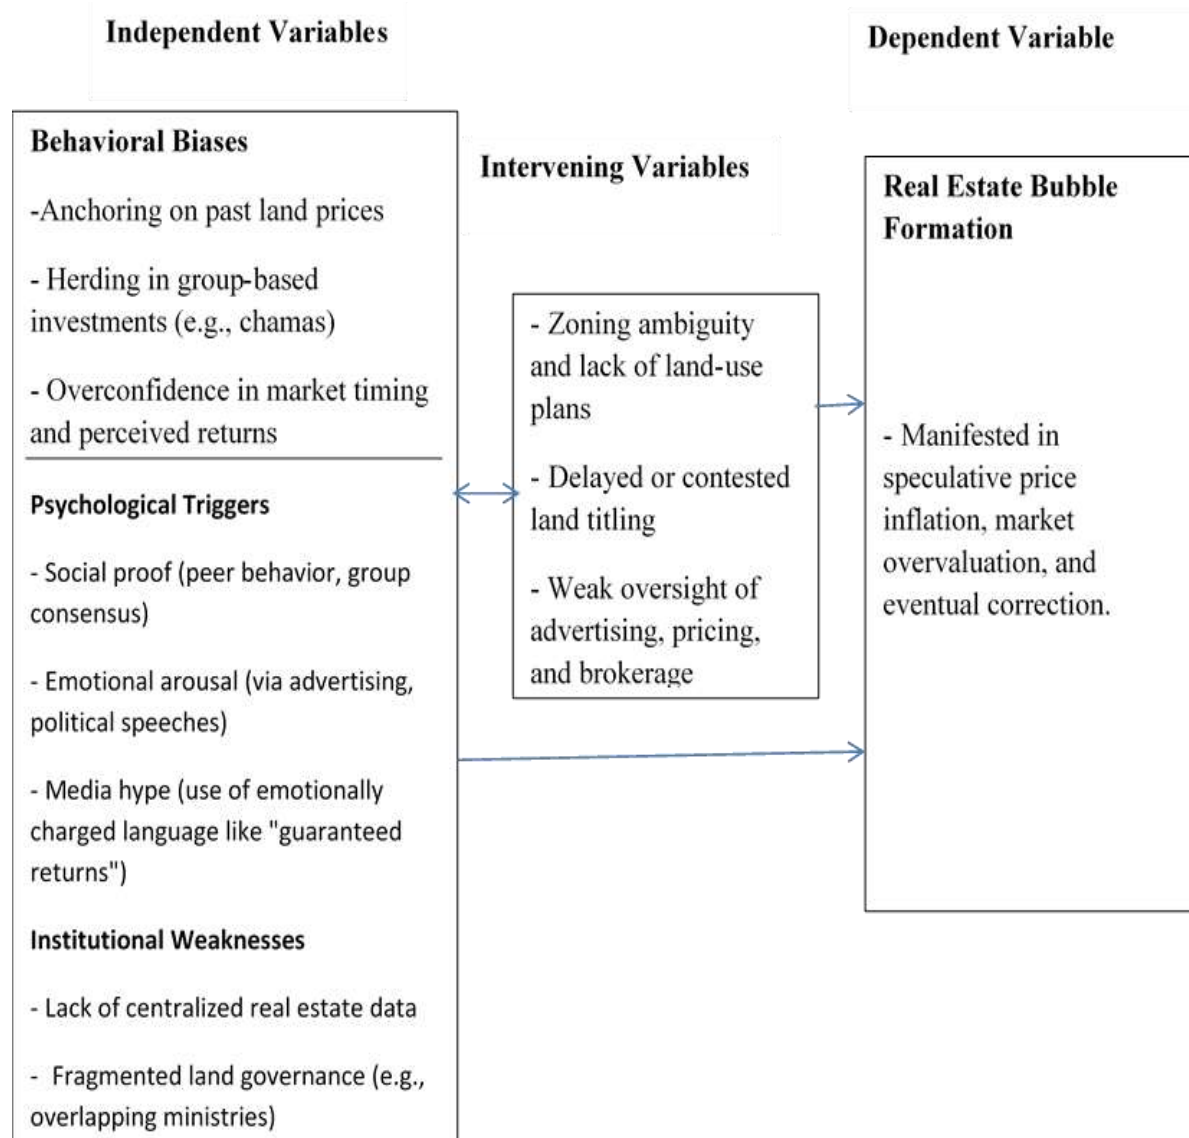 Independent Variables
Dependent Variable
Behavioral Biases
-Anchoring on past land prices
- Herding in group-based
investments (e.g., chamas)
- Overconfidence in market timing
and perceived returns
Psychological Triggers
- Social proof (peer behavior, group
consensus)
- Emotional arousal (via advertising,
political speeches)
- Media hype (use of emotionally
charged language like "guaranteed
returns")
Institutional Weaknesses
- Lack of centralized real estate data
- Fragmented land governance (e.g.,
overlapping ministries)
Intervening Variables
- Zoning ambiguity
and lack of land-use
plans
- Delayed or contested
land titling
- Weak oversight of
advertising, pricing,
and brokerage
Real Estate Bubble
Formation
- Manifested in
speculative price
inflation, market
overvaluation, and
eventual correction.